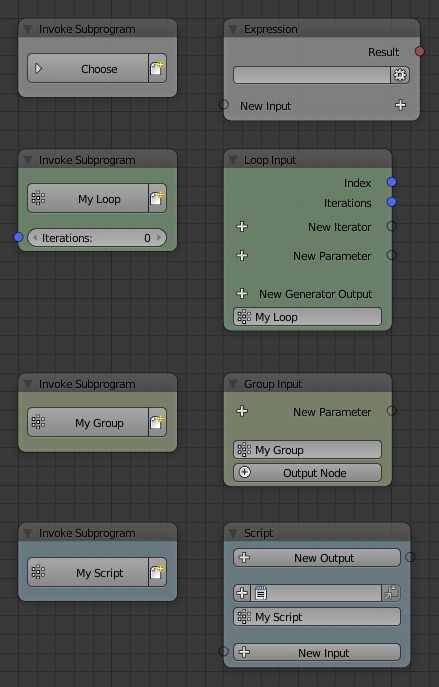 Invoke Subprogram
Choose
Expression
Result
New Input
Invoke Subprogram
My Loop
Iterations: 0
Loop Input
Index
Iterations
New Iterator
New Parameter
New Generator Output
My Loop
Invoke Subprogram
My Group
Group Input
New Parameter
My Group
Output Node
Invoke Subprogram
My Script
Script
New Output
My Script
New Input